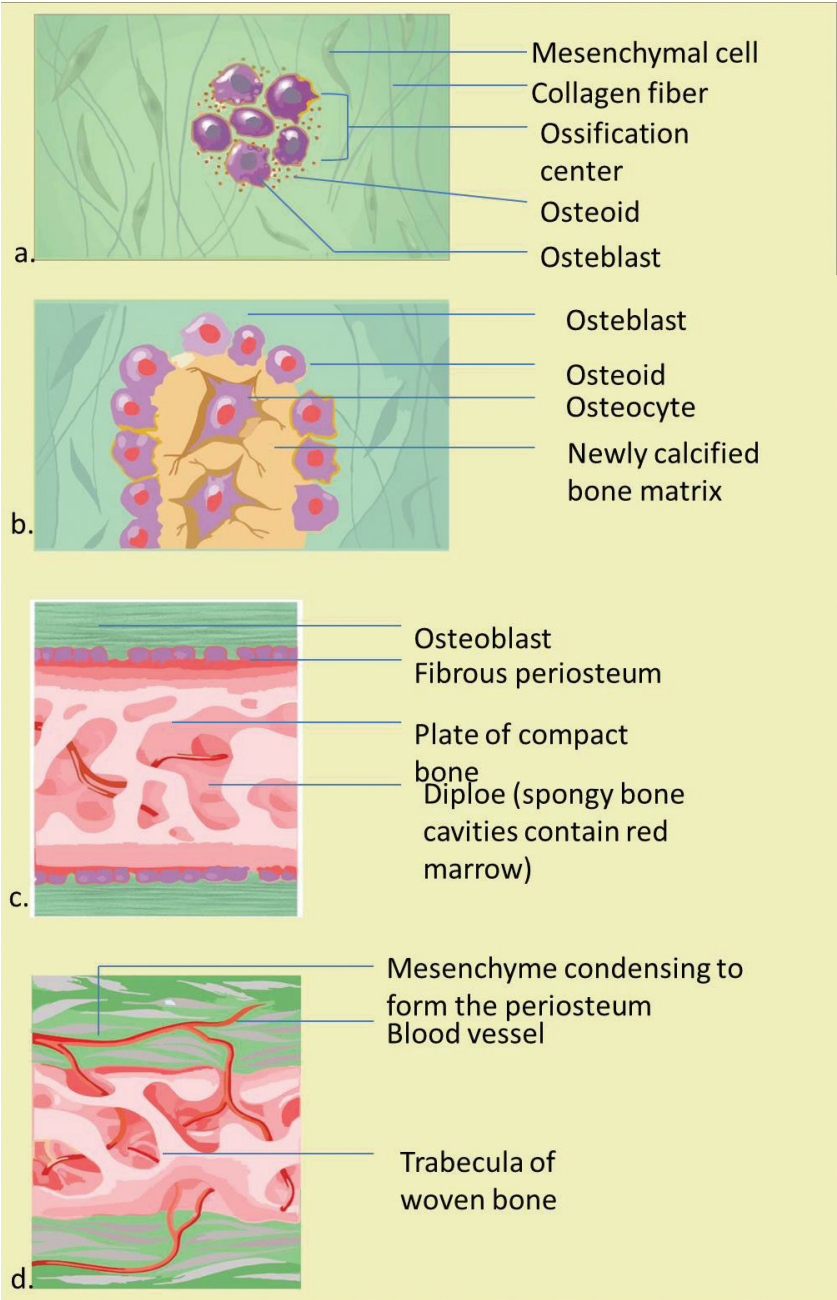 Mesenchymal cell
Collagen fiber
Ossification
center
Osteoid
Osteblast
a.
Osteblast
Osteoid
Osteocyte
Newly calcified
bone matrix
b.
Osteoblast
Fibrous periosteum
Plate of compact
bone
Diploe (spongy bone
cavities contain red
marrow)
c.
Mesenchyme condensing to
form the periosteum
Blood vessel
Trabecula of
woven bone
d.